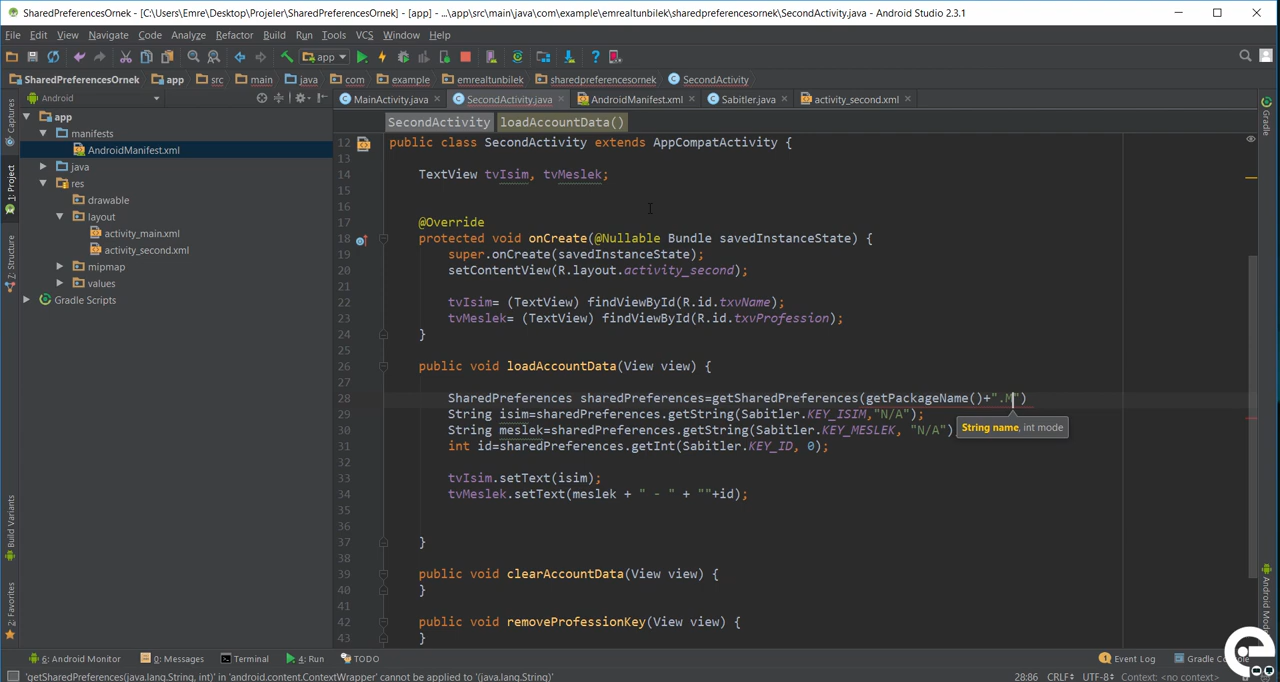 SharedPreferencesOrnek - [C:\Users\Emre\Desktop\Projeler\SharedPreferencesOrnek] - [app] - ...\app\src\main\java\com\example\emrealtunbilek\sharedpreferencesornek\SecondActivity.java - Android Studio 2.3.1
File Edit View Navigate Code Analyze Refactor Build Run Tools VCS Window Help
app
SharedPreferencesOrnek app src main java com example emrealtunbilek sharedpreferencesornek SecondActivity
Android
MainActivity.java SecondActivity.java AndroidManifest.xml Sabitler.java activity_second.xml
SecondActivity loadAccountData()
Captures
1: Project
7: Structure
Build Variants
2: Favorites
Gradle
Android Mod
app
manifests
AndroidManifest.xml
java
res
drawable
layout
activity_main.xml
activity_second.xml
mipmap
values
Gradle Scripts
12 public class SecondActivity extends AppCompatActivity {
13
14 TextView tvIsim, tvMeslek;
15
16
17 @Override
18 protected void onCreate(@Nullable Bundle savedInstanceState) {
19 super.onCreate(savedInstanceState);
20 setContentView(R.layout.activity_second);
21
22 tvIsim= (TextView) findViewById(R.id.txvName);
23 tvMeslek= (TextView) findViewById(R.id.txvProfession);
24 }
25
26 public void loadAccountData(View view) {
27
28 SharedPreferences sharedPreferences=getSharedPreferences(getPackageName()+".M")
29 String isim=sharedPreferences.getString(Sabitler.KEY_ISIM,"N/A");
String name, int mode
30 String meslek=sharedPreferences.getString(Sabitler.KEY_MESLEK, "N/A")
31 int id=sharedPreferences.getInt(Sabitler.KEY_ID, 0);
32
33 tvIsim.setText(isim);
34 tvMeslek.setText(meslek + " - " + ""+id);
35
36
37 }
38
39 public void clearAccountData(View view) {
40 }
41
42 public void removeProfessionKey(View view) {
43 }
6: Android Monitor 0: Messages Terminal 4: Run TODO 1 Event Log Gradle
'getSharedPreferences(java.lang.String, int)' in 'android.content.ContextWrapper' cannot be applied to '(java.lang.String)' 28:86 CRLF UTF-8 Context: <no context>